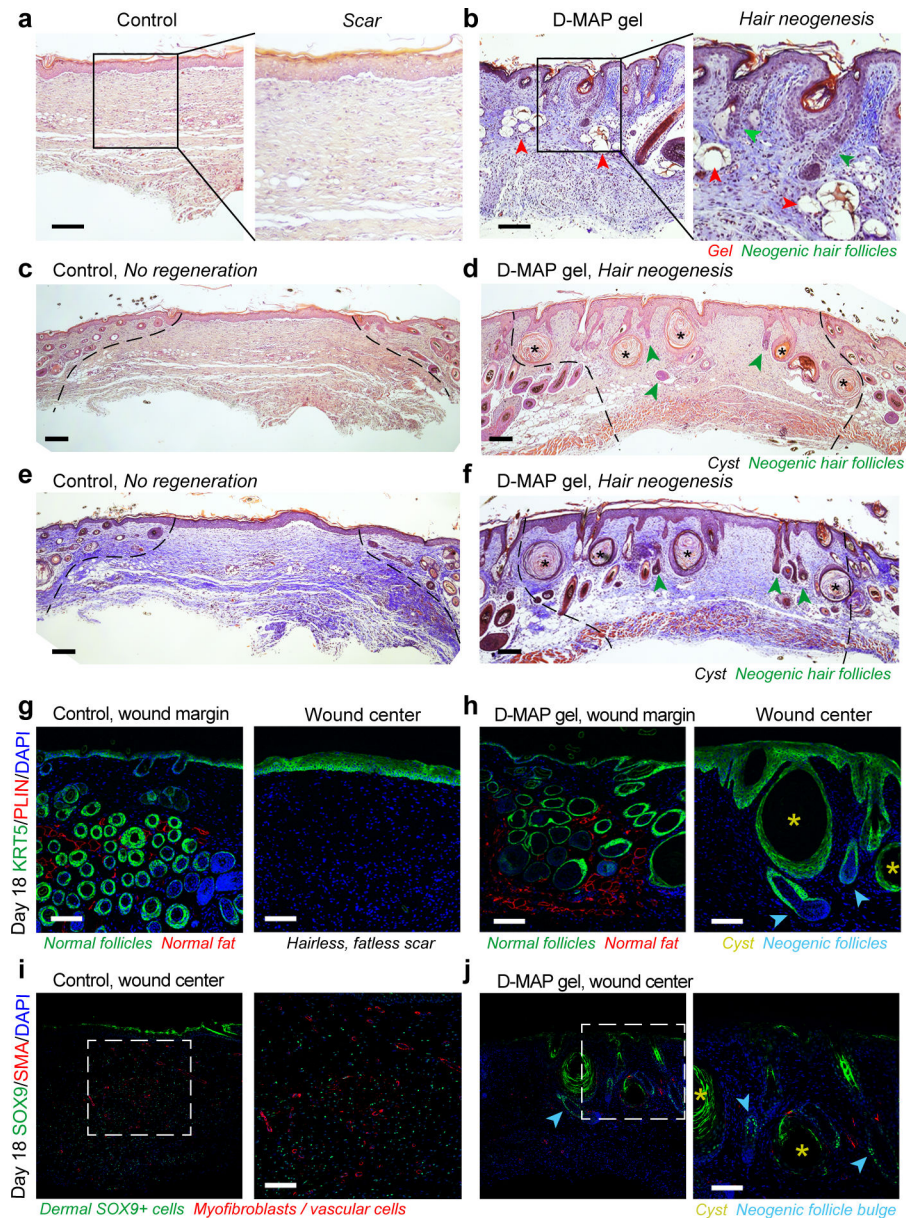 a
Control
Scar
b
D-MAP gel
Hair neogenesis
Gel Neogenic hair follicles
c
Control, No regeneration
d
D-MAP gel, Hair neogenesis
*
*
*
*
*
Cyst Neogenic hair follicles
e
Control, No regeneration
f
D-MAP gel, Hair neogenesis
*
*
*
*
Cyst Neogenic hair follicles
g
Control, wound margin
Wound center
h
D-MAP gel, wound margin
Wound center
Day 18 KRT5/PLIN/DAPI
*
*
Normal follicles Normal fat
Hairless, fatless scar
Normal follicles Normal fat
Cyst Neogenic follicles
i
Control, wound center
j
D-MAP gel, wound center
Day 18 SOX9/SMA/DAPI
*
*
Dermal SOX9+ cells Myofibroblasts / vascular cells
Cyst Neogenic follicle bulge